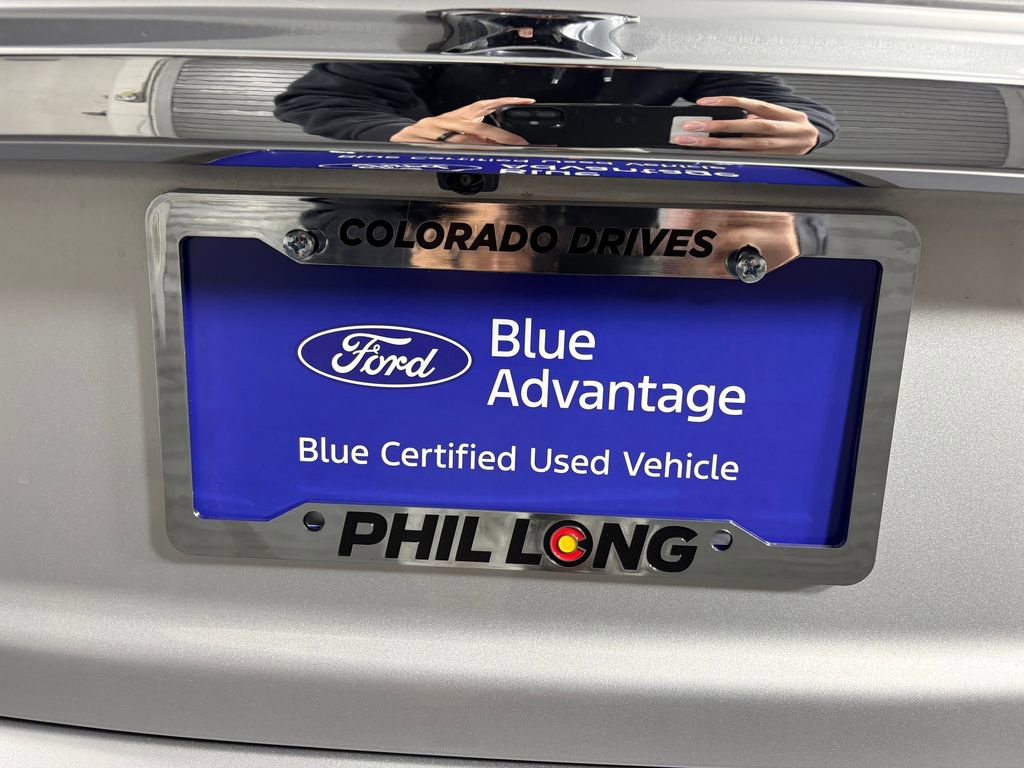 COLORADO DRIVES
Ford
Blue
Advantage
Blue Certified Used Vehicle
PHIL LONG